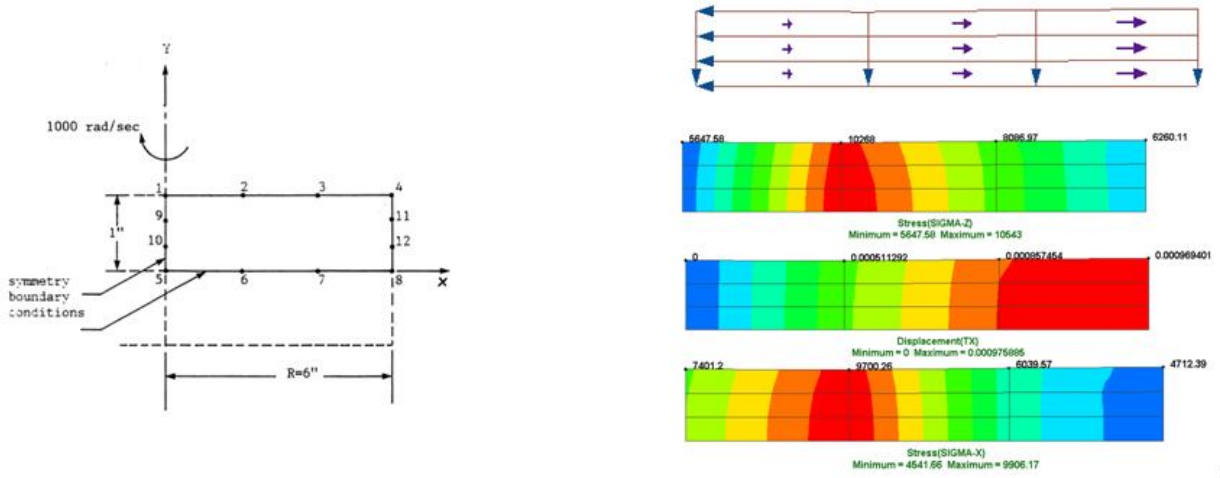 Y
1000 rad/sec
1 2 3 4
9 11
1"
10 12
5 6 7 8
x
symmetry
boundary
conditions
R=6"
5647.58 10268 8086.97 6260.11
Stress(SIGMA-Z)
Minimum = 5647.58 Maximum = 10543
0 0.000511292 0.000857454 0.000969401
Displacement(TX)
Minimum = 0 Maximum = 0.000975885
7401.2 9700.26 6039.57 4712.39
Stress(SIGMA-X)
Minimum = 4541.66 Maximum = 9906.17